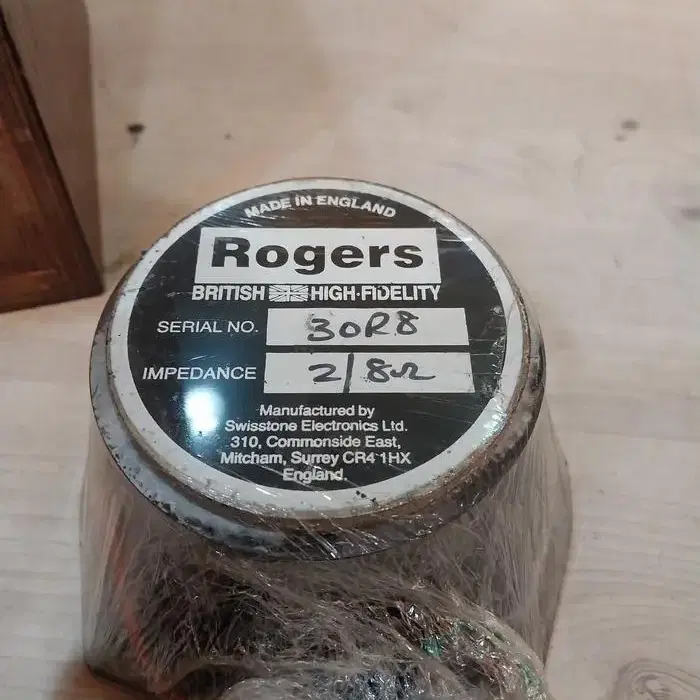 MADE IN ENGLAND
Rogers
BRITISH HIGH·FIDELITY
SERIAL NO. 30R8
IMPEDANCE 2/8Ω
Manufactured by
Swisstone Electronics Ltd.
310, Commonside East,
Mitcham, Surrey CR4 1HX
England.